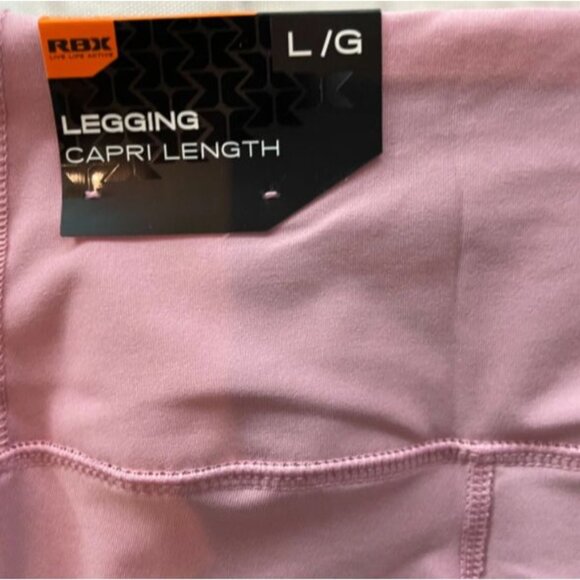 RBX
LIVE LIFE ACTIVE
L /G
LEGGING
CAPRI LENGTH